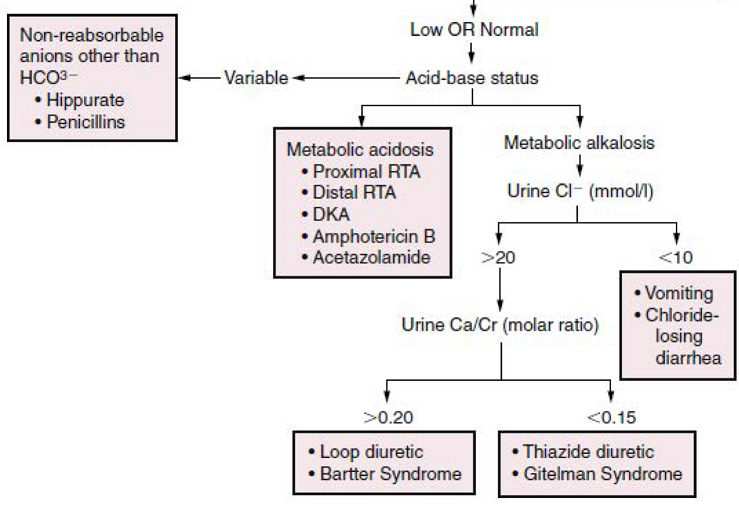 Low OR Normal
Non-reabsorbable
anions other than
HCO³⁻
• Hippurate
• Penicillins
Variable
Acid-base status
Metabolic acidosis
• Proximal RTA
• Distal RTA
• DKA
• Amphotericin B
• Acetazolamide
Metabolic alkalosis
Urine Cl⁻ (mmol/l)
>20
<10
• Vomiting
• Chloride-
losing
diarrhea
Urine Ca/Cr (molar ratio)
>0.20
<0.15
• Loop diuretic
• Bartter Syndrome
• Thiazide diuretic
• Gitelman Syndrome